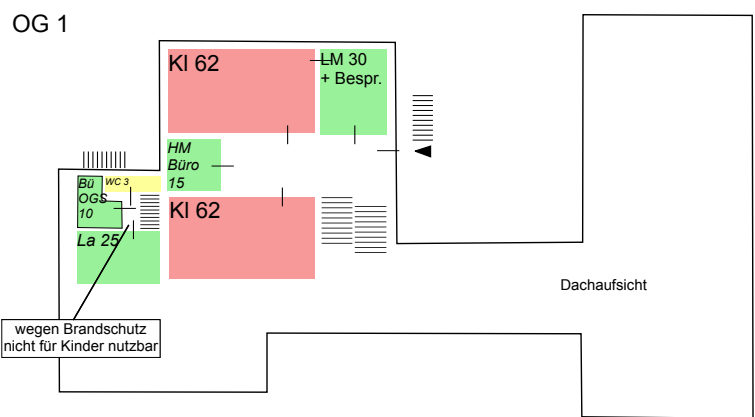 OG 1
Kl 62
LM 30
+ Bespr.
HM
Büro
15
Bü
OGS
10
WC 3
La 25
Kl 62
Dachaufsicht
wegen Brandschutz
nicht für Kinder nutzbar